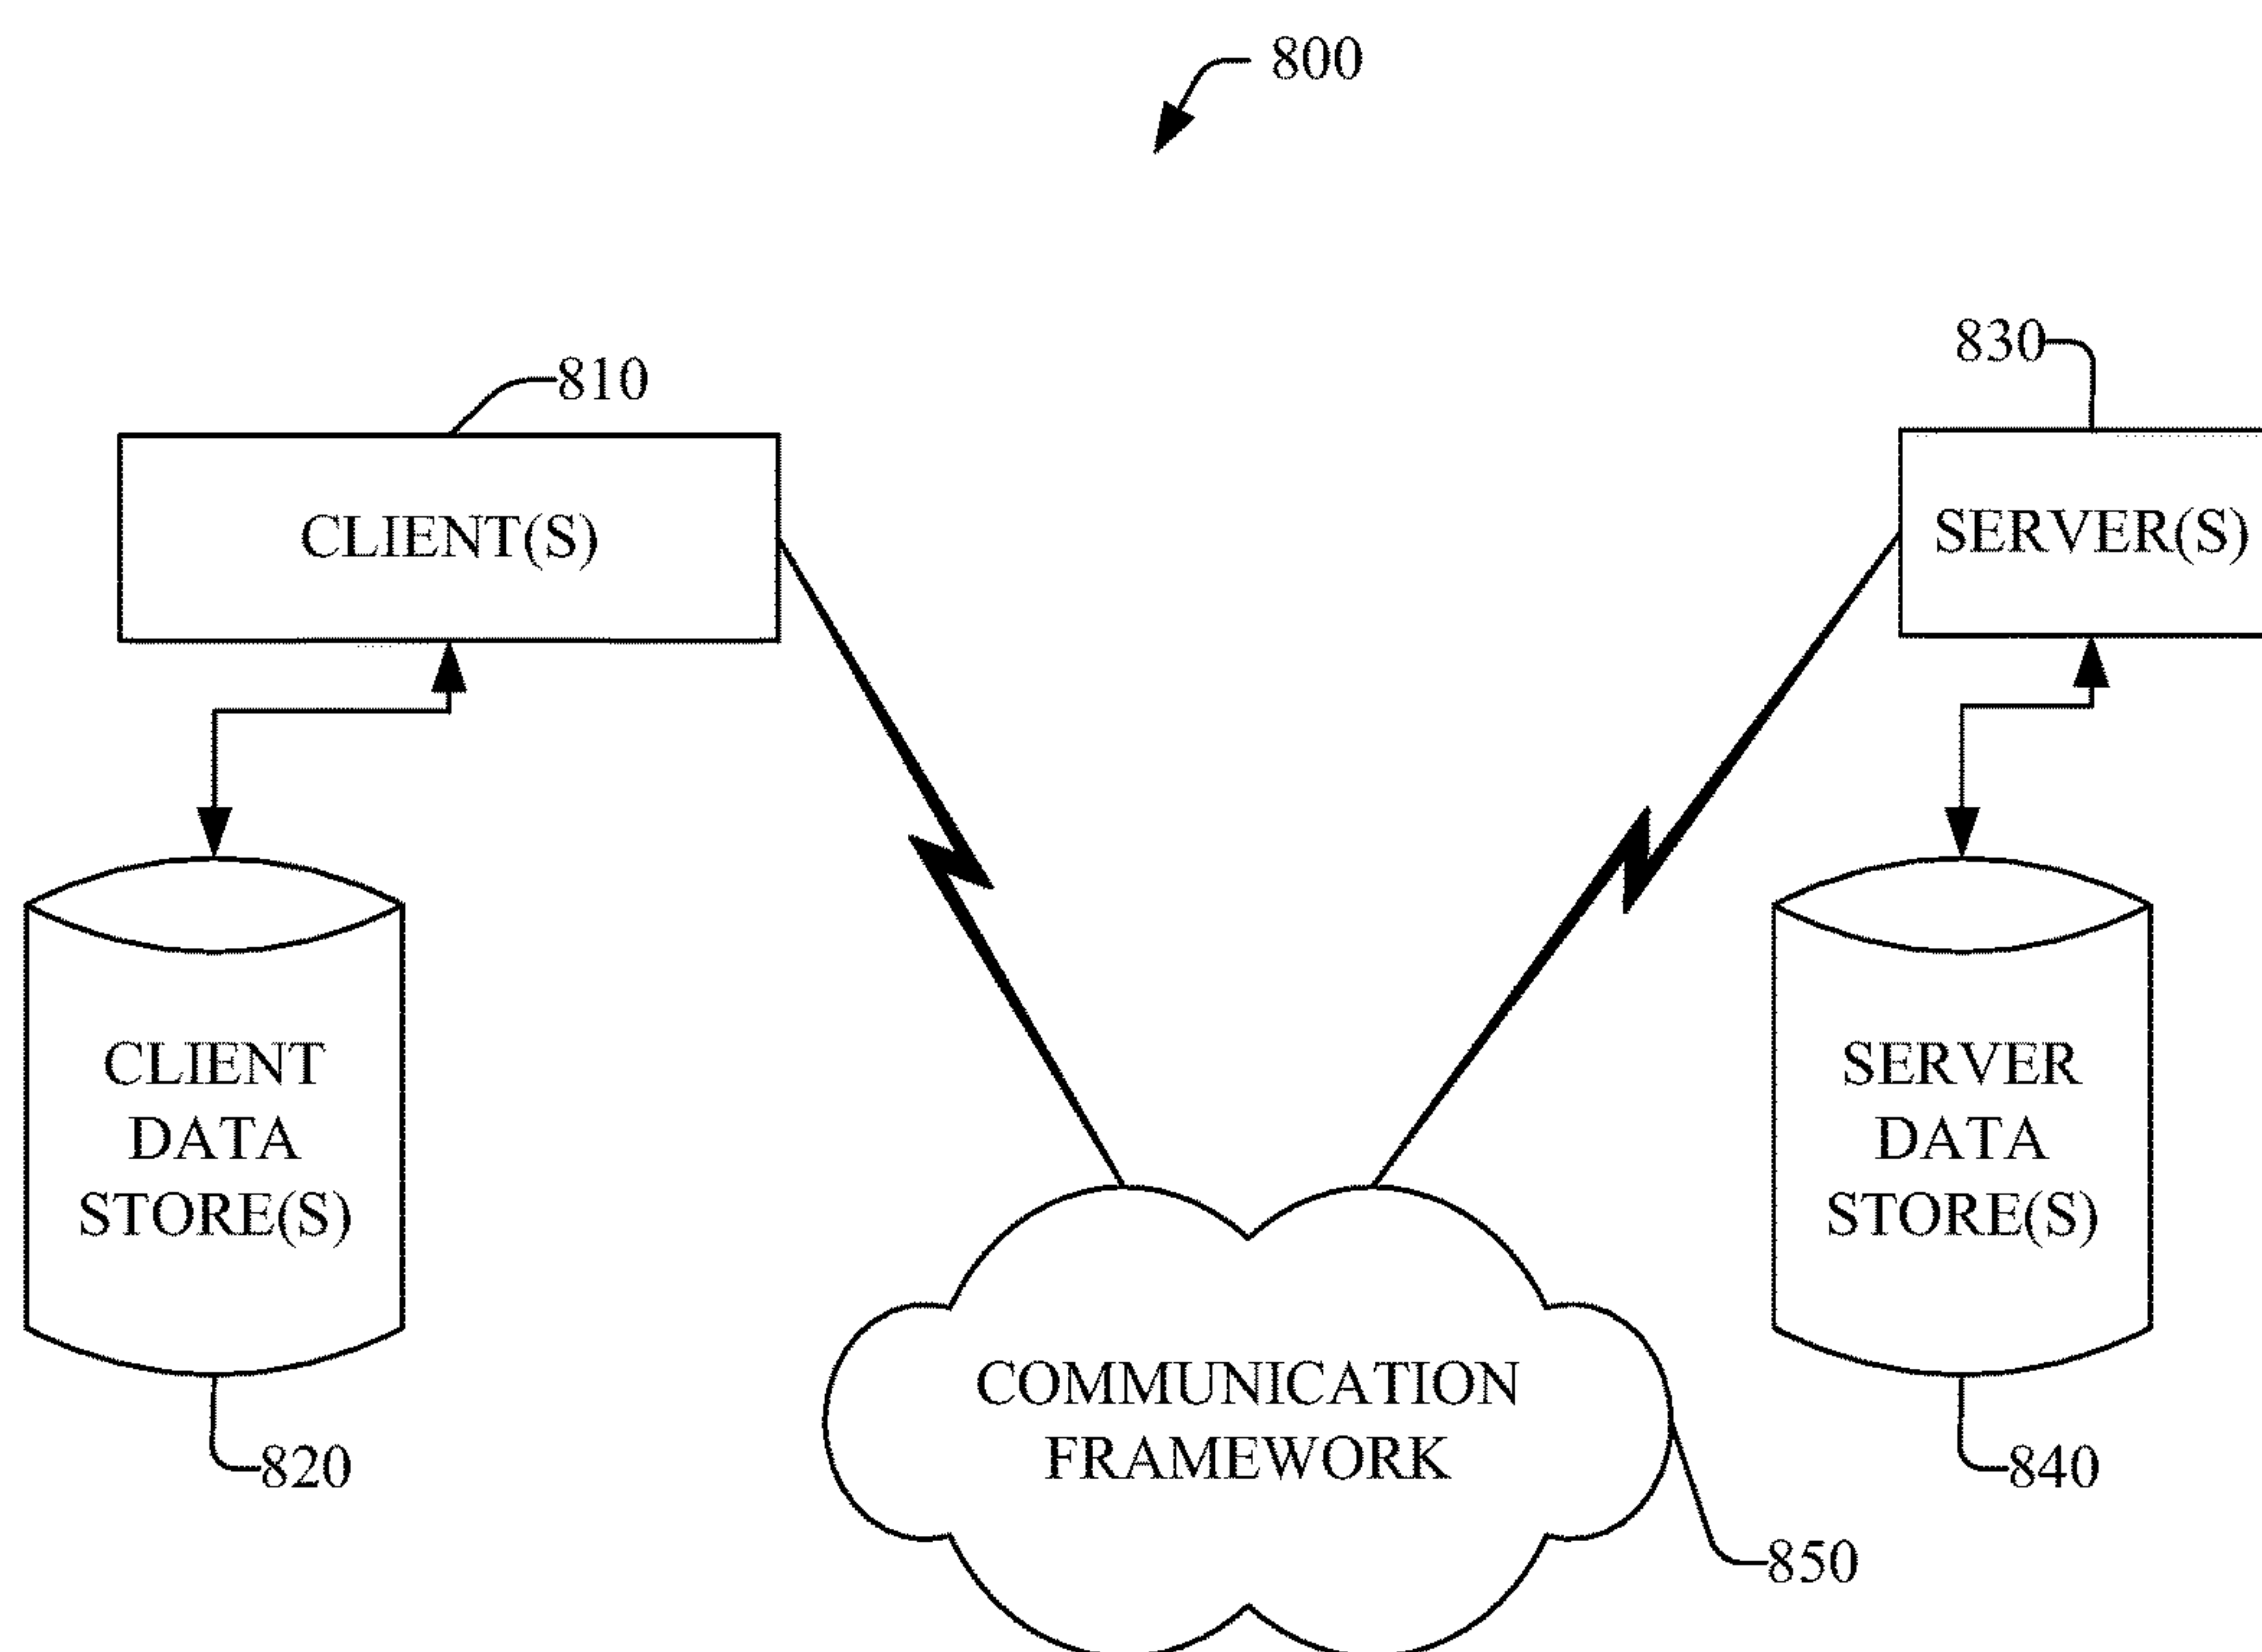 800
810
830
CLIENT(S)
SERVER(S)
CLIENT
DATA
STORE(S)
SERVER
DATA
STORE(S)
COMMUNICATION
FRAMEWORK
820
840
850